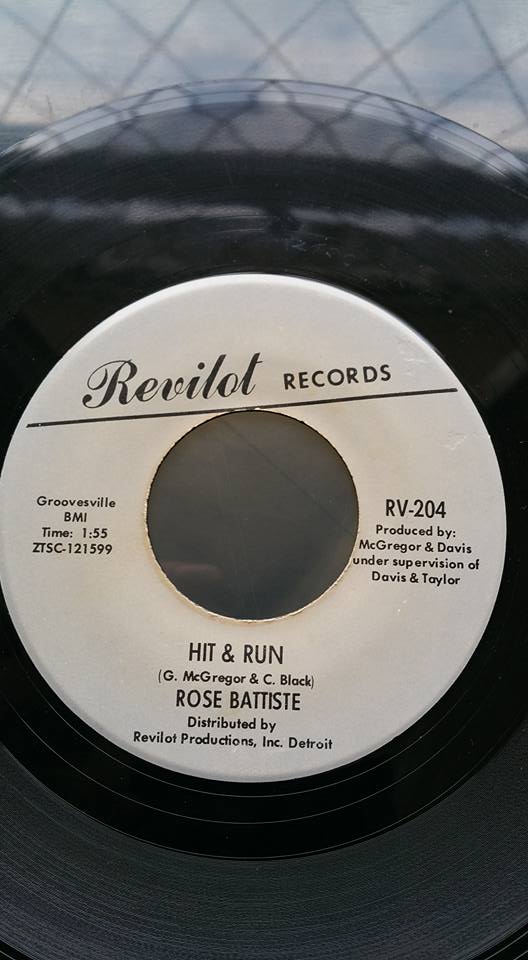 Revilot RECORDS
Groovesville
BMI
Time: 1:55
ZTSC-121599
RV-204
Produced by:
McGregor & Davis
under supervision of
Davis & Taylor
HIT & RUN
(G. McGregor & C. Black)
ROSE BATTISTE
Distributed by
Revilot Productions, Inc. Detroit